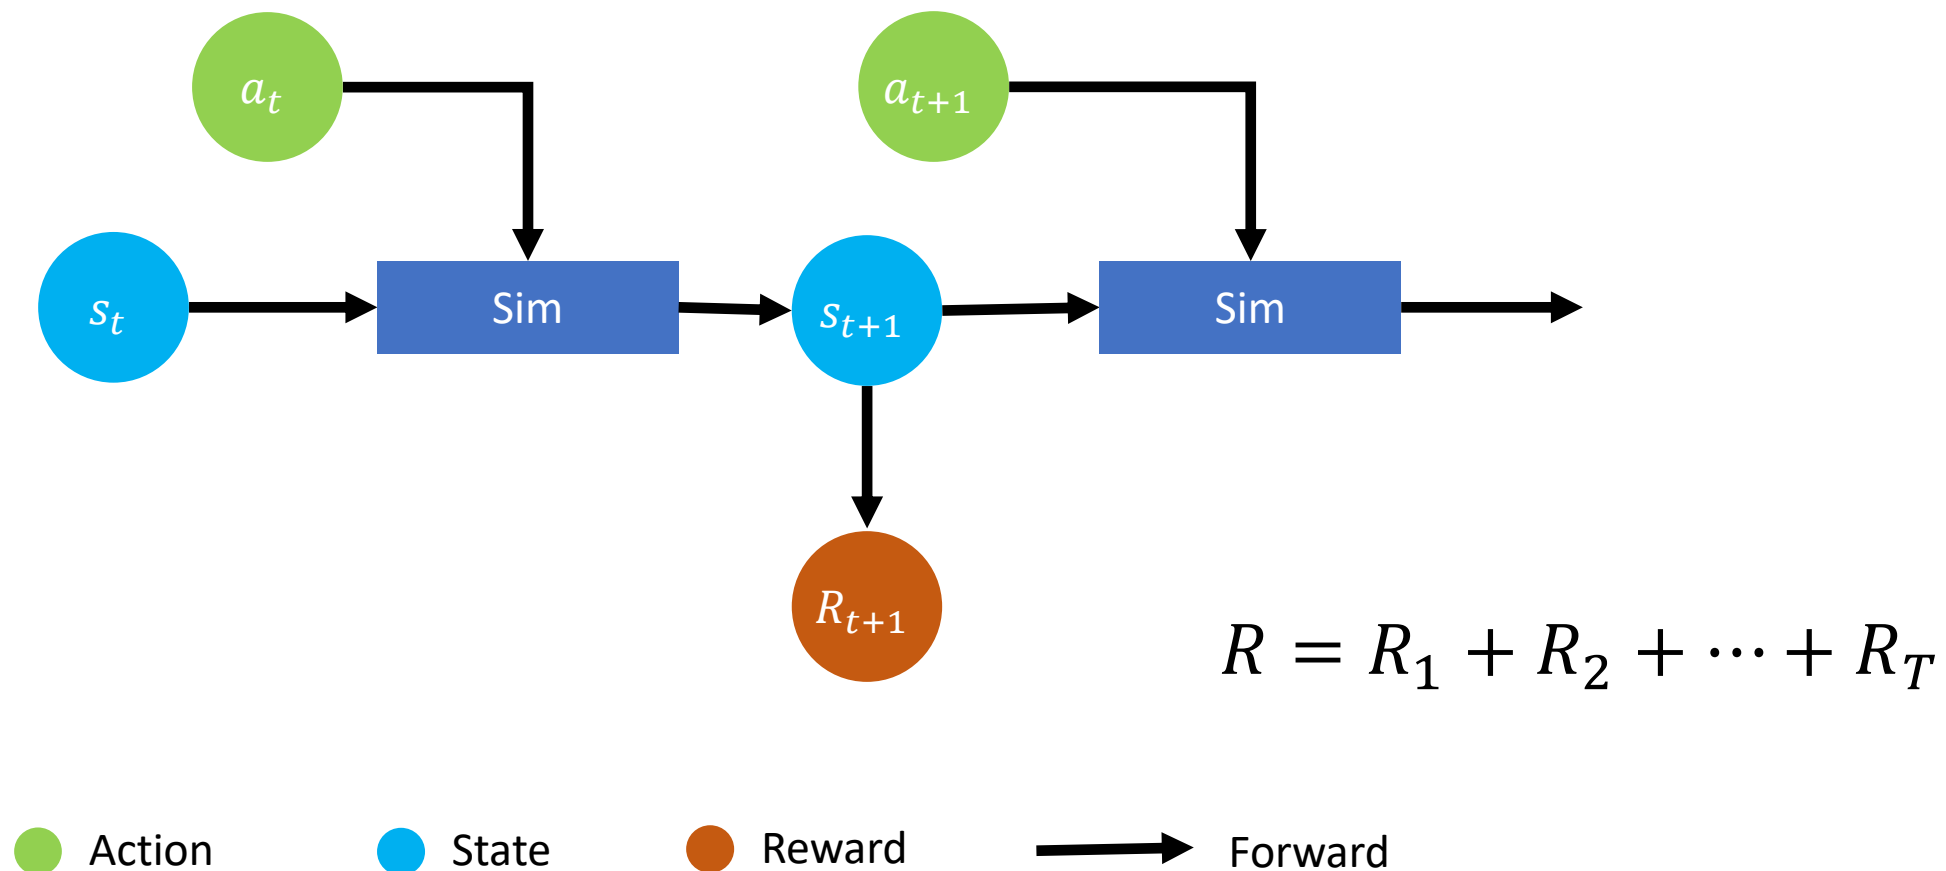 a_t
a_{t+1}
s_t
Sim
s_{t+1}
Sim
R_{t+1}
R = R_1 + R_2 + ⋯ + R_T
Action
State
Reward
Forward